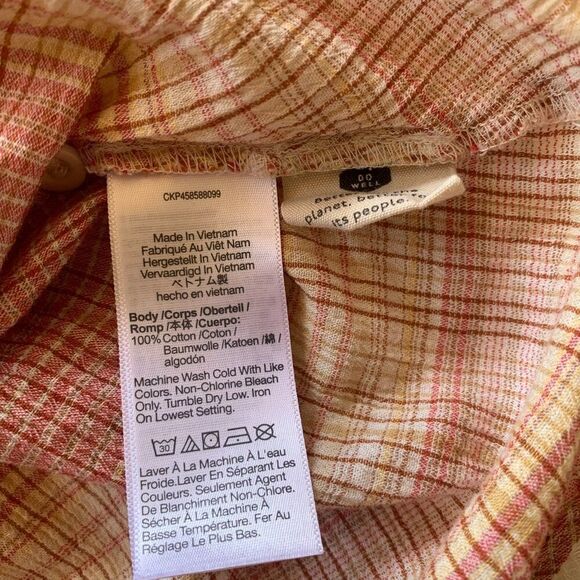 CKP458588099
Made In Vietnam
Fabriqué Au Viêt Nam
Hergestellt In Vietnam
Vervaardigd In Vietnam
ベトナム製
hecho en vietnam
Body /Corps /Oberteil /
Romp /本体 /Cuerpo:
100% Cotton /Coton /
Baumwolle / Katoen /綿 /
algodón
Machine Wash Cold With Like
Colors. Non-Chlorine Bleach
Only. Tumble Dry Low. Iron
On Lowest Setting.
30
Laver À La Machine À L'eau
Froide.Laver En Séparant Les
Couleurs. Seulement Agent
De Blanchiment Non-Chlore.
Sécher À La Machine À
Basse Température. Fer Au
Réglage Le Plus Bas.
DO
WELL
planet,
its people,